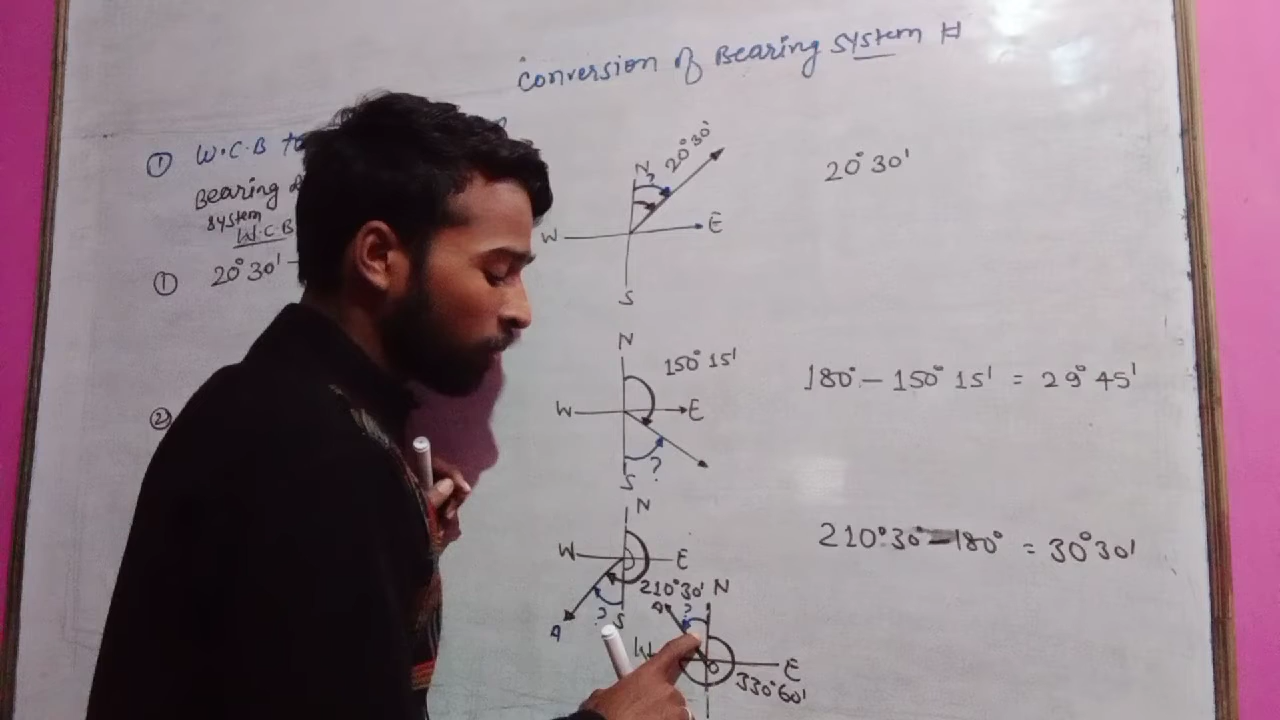 Conversion of Bearing System H
① W.C.B to
Bearing
System
W.C.B
① 20°30'-
②
N
?
20°30'
W
E
S
20°30'
N
150°15'
W
E
?
S
180° - 150° 15' = 29° 45'
N
W
E
210°30'
?
S
A
210°30° - 180° = 30°30'
N
A
?
W
E
O
330°60'